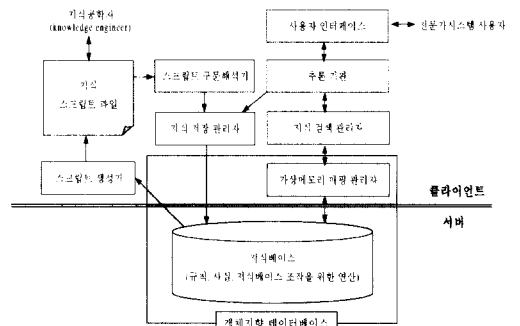 지식공학자
(knowledge engineer)
사용자 인터페이스
전문가시스템 사용자
지식
스크립트 파일
스크립트 구문해석기
추론 기관
지식 저장 관리자
지식 검색 관리자
스크립트 생성기
가상메모리 매핑 관리자
클라이언트
서버
지식베이스
(규칙, 사실, 지식베이스 조작을 위한 연산)
객체지향 데이터베이스